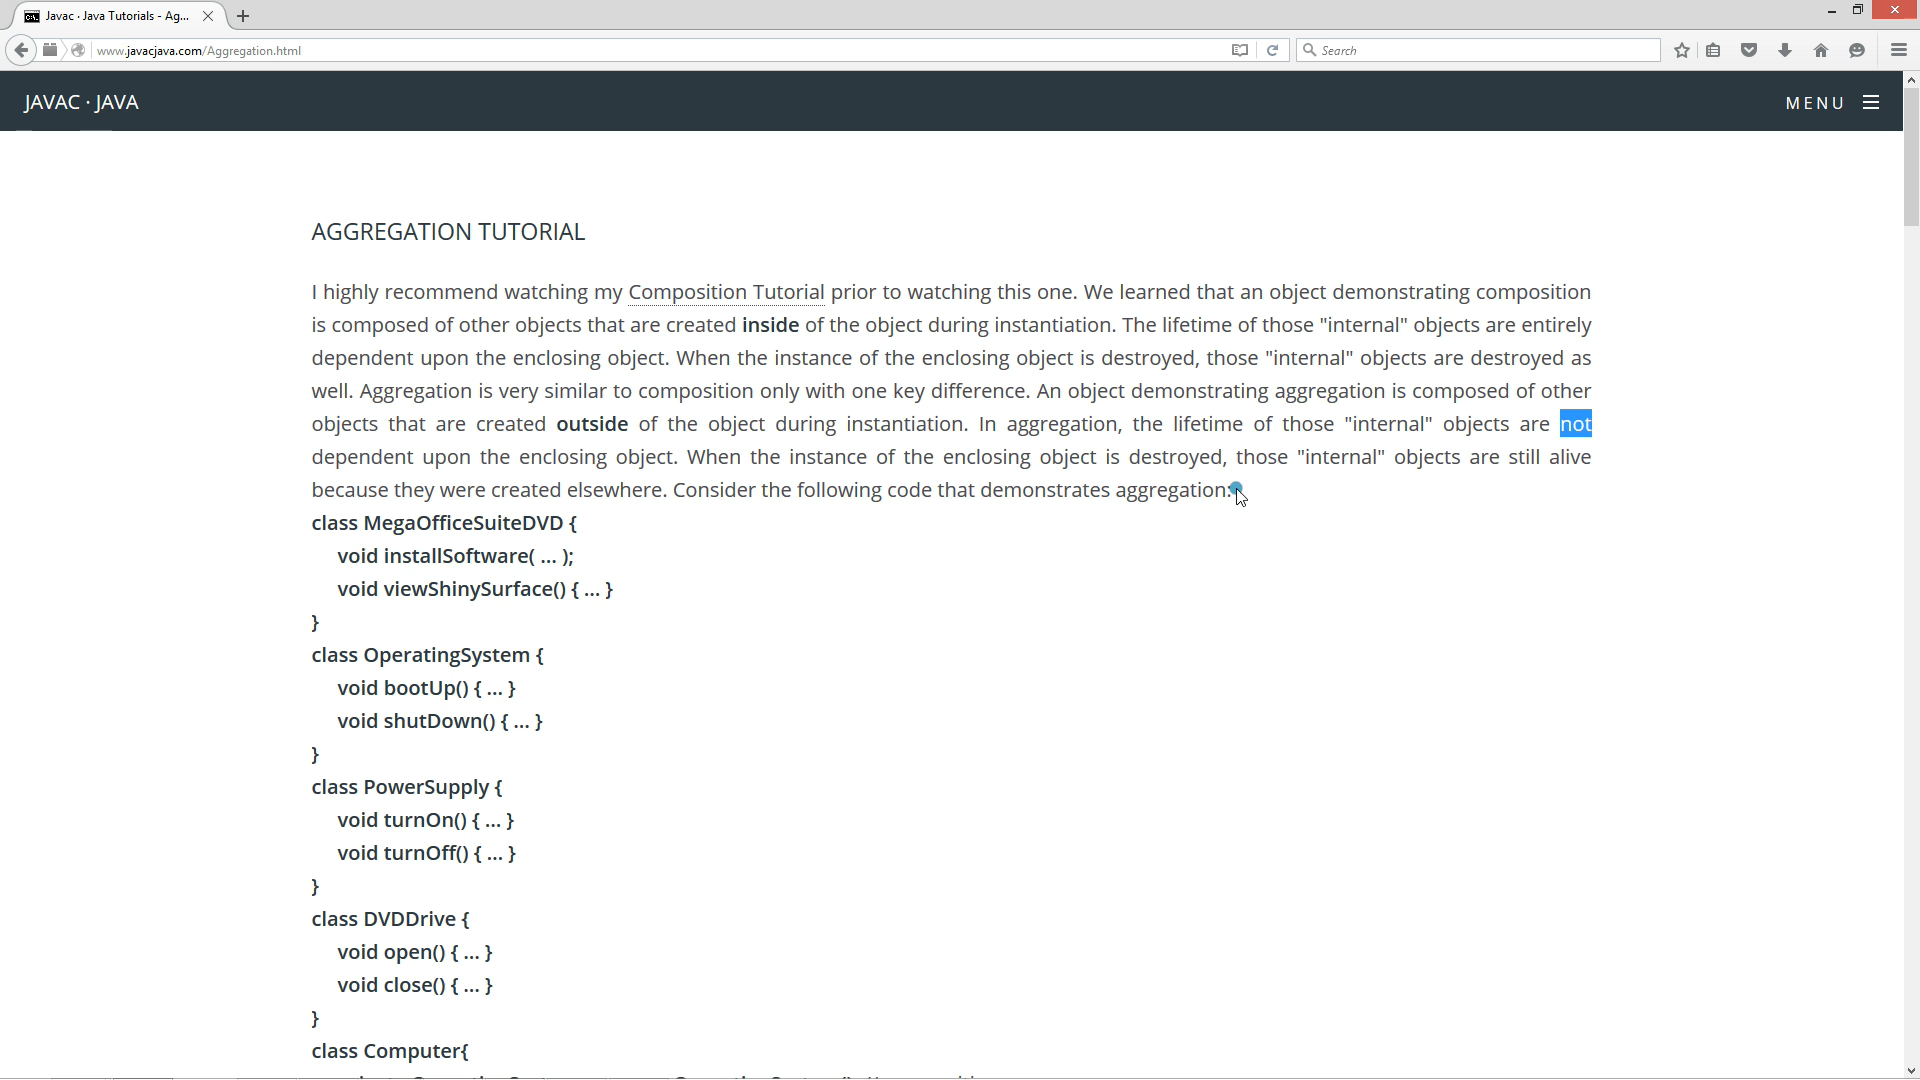 Javac · Java Tutorials - Ag...
www.javacjava.com/Aggregation.html
Search
JAVAC · JAVA
MENU
AGGREGATION TUTORIAL
I highly recommend watching my Composition Tutorial prior to watching this one. We learned that an object demonstrating composition
is composed of other objects that are created inside of the object during instantiation. The lifetime of those "internal" objects are entirely
dependent upon the enclosing object. When the instance of the enclosing object is destroyed, those "internal" objects are destroyed as
well. Aggregation is very similar to composition only with one key difference. An object demonstrating aggregation is composed of other
objects that are created outside of the object during instantiation. In aggregation, the lifetime of those "internal" objects are not
dependent upon the enclosing object. When the instance of the enclosing object is destroyed, those "internal" objects are still alive
because they were created elsewhere. Consider the following code that demonstrates aggregation:
class MegaOfficeSuiteDVD {
void installSoftware( ... );
void viewShinySurface() { ... }
}
class OperatingSystem {
void bootUp() { ... }
void shutDown() { ... }
}
class PowerSupply {
void turnOn() { ... }
void turnOff() { ... }
}
class DVDDrive {
void open() { ... }
void close() { ... }
}
class Computer{